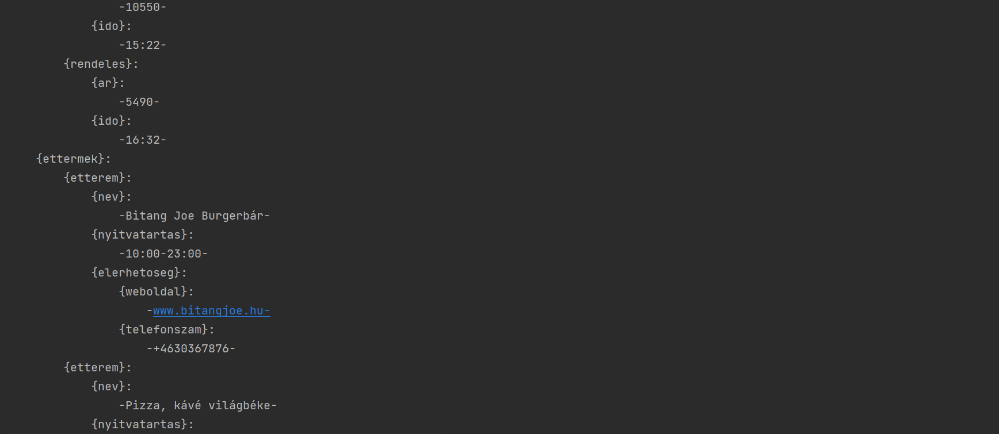 -10550-
{ido}:
-15:22-
{rendeles}:
{ar}:
-5490-
{ido}:
-16:32-
{ettermek}:
{etterem}:
{nev}:
-Bitang Joe Burgerbár-
{nyitvatartas}:
-10:00-23:00-
{elerhetoseg}:
{weboldal}:
-www.bitangjoe.hu-
{telefonszam}:
-+4630367876-
{etterem}:
{nev}:
-Pizza, kávé világbéke-
{nyitvatartas}: